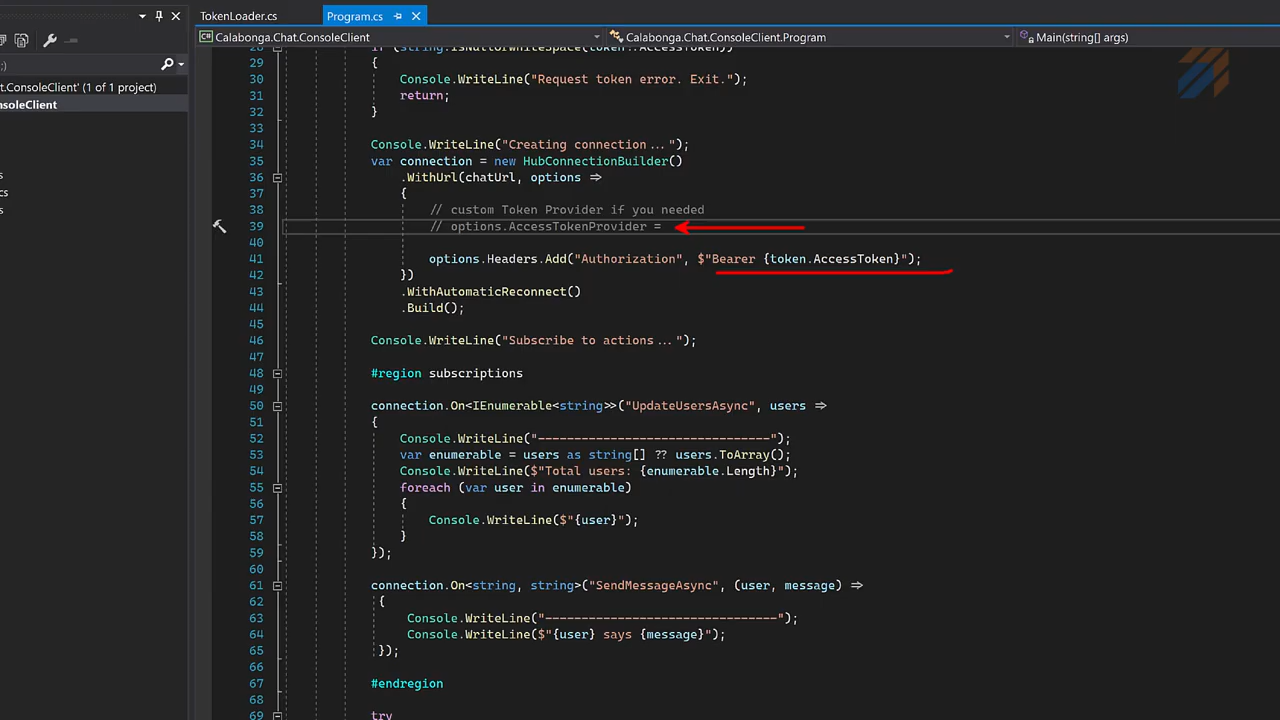 TokenLoader.cs
Program.cs
Calabonga.Chat.ConsoleClient
Calabonga.Chat.ConsoleClient.Program
Main(string[] args)
;)
t.ConsoleClient' (1 of 1 project)
nsoleClient
s
cs
s
28 if (string.IsNullOrWhiteSpace(token?.AccessToken))
29 {
30 Console.WriteLine("Request token error. Exit.");
31 return;
32 }
33
34 Console.WriteLine("Creating connection...");
35 var connection = new HubConnectionBuilder()
36 .WithUrl(chatUrl, options =>
37 {
38 // custom Token Provider if you needed
39 // options.AccessTokenProvider =
40
41 options.Headers.Add("Authorization", $"Bearer {token.AccessToken}");
42 })
43 .WithAutomaticReconnect()
44 .Build();
45
46 Console.WriteLine("Subscribe to actions...");
47
48 #region subscriptions
49
50 connection.On<IEnumerable<string>>("UpdateUsersAsync", users =>
51 {
52 Console.WriteLine("--------------------------------");
53 var enumerable = users as string[] ?? users.ToArray();
54 Console.WriteLine($"Total users: {enumerable.Length}");
55 foreach (var user in enumerable)
56 {
57 Console.WriteLine($"{user}");
58 }
59 });
60
61 connection.On<string, string>("SendMessageAsync", (user, message) =>
62 {
63 Console.WriteLine("--------------------------------");
64 Console.WriteLine($"{user} says {message}");
65 });
66
67 #endregion
68
69 try